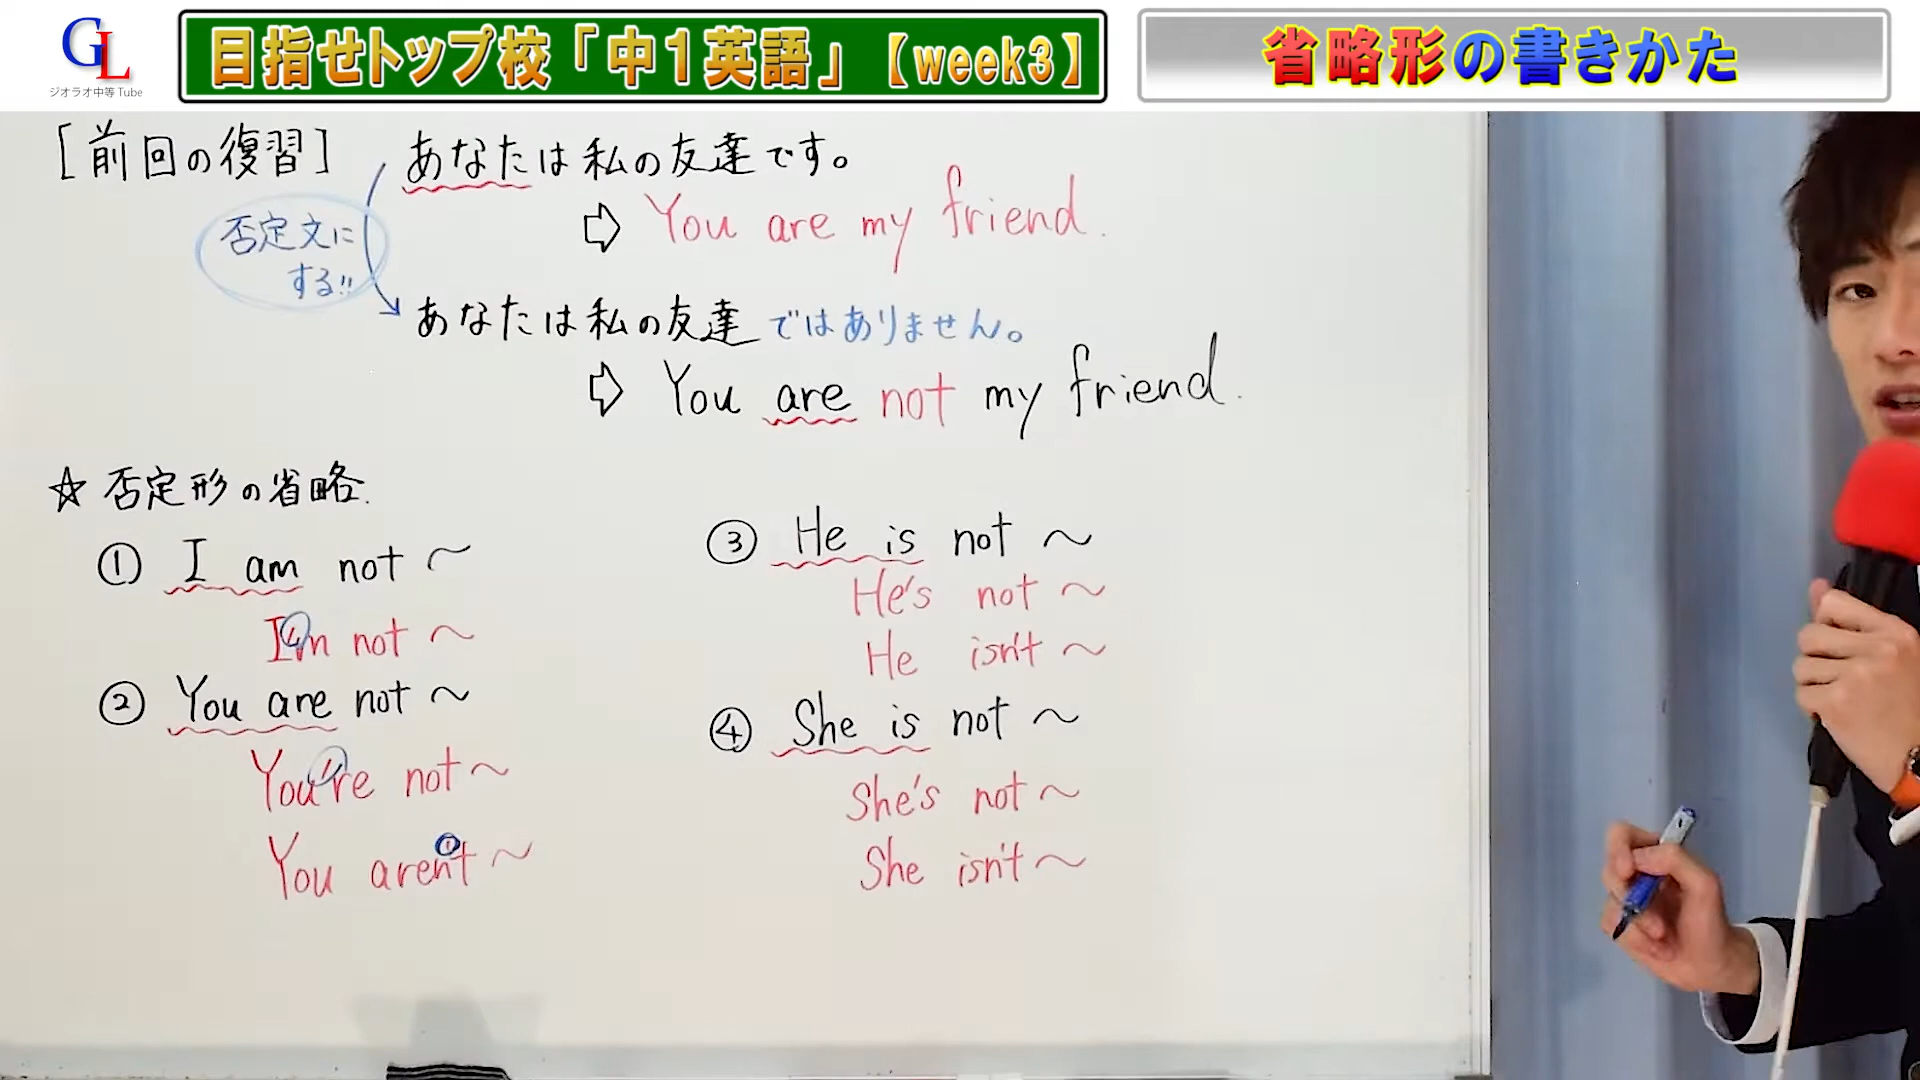 GL
ジオラオ中等Tube
目指せトップ校「中1英語」【week3】
省略形の書きかた
[前回の復習] あなたは私の友達です。
⇨ You are my friend.
否定文に
する!!
あなたは私の友達ではありません。
⇨ You are not my friend.
☆ 否定形の省略.
① I am not ～
I'm not ～
② You are not ～
You're not ～
You aren't ～
③ He is not ～
He's not ～
He isn't ～
④ She is not ～
She's not ～
She isn't ～